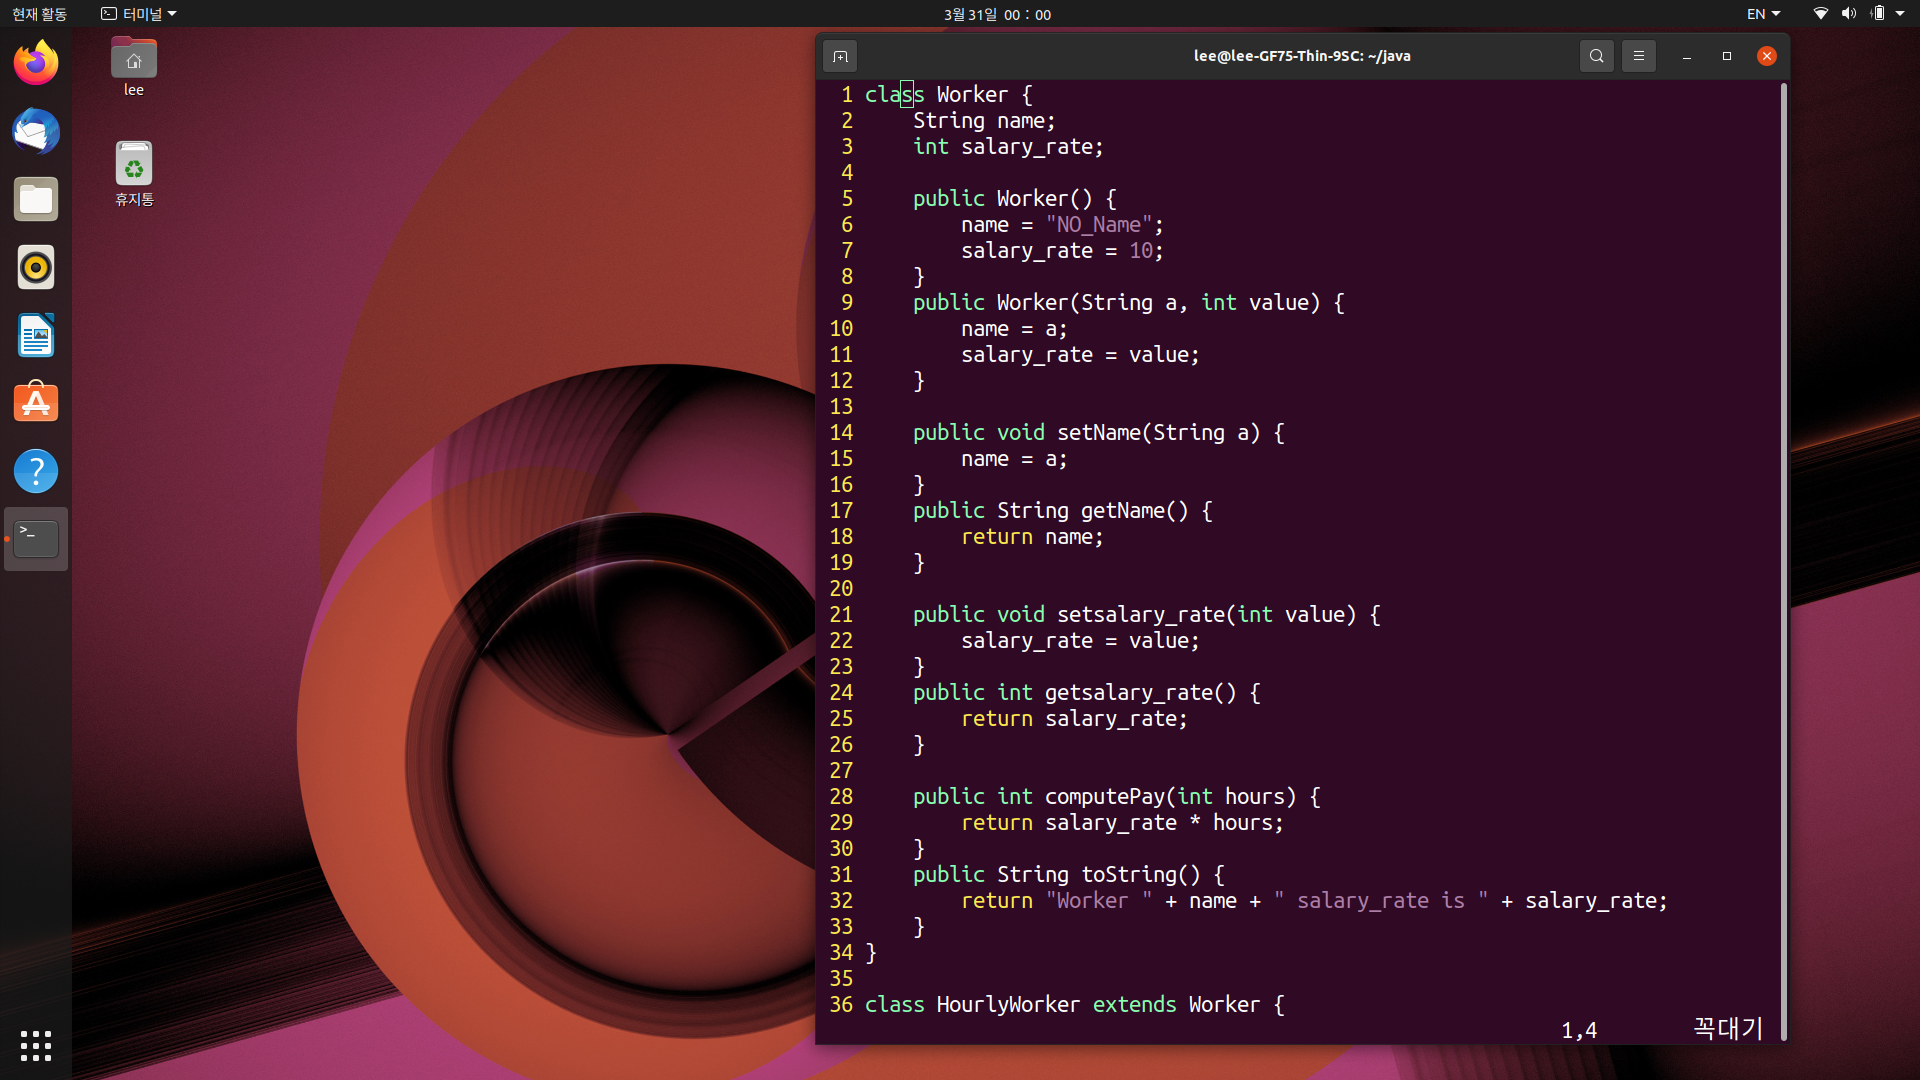 현재 활동
터미널
3월 31일 00 : 00
EN
lee
휴지통
lee@lee-GF75-Thin-9SC: ~/java
1 class Worker {
2     String name;
3     int salary_rate;
4
5     public Worker() {
6         name = "NO_Name";
7         salary_rate = 10;
8     }
9     public Worker(String a, int value) {
10         name = a;
11         salary_rate = value;
12     }
13
14     public void setName(String a) {
15         name = a;
16     }
17     public String getName() {
18         return name;
19     }
20
21     public void setsalary_rate(int value) {
22         salary_rate = value;
23     }
24     public int getsalary_rate() {
25         return salary_rate;
26     }
27
28     public int computePay(int hours) {
29         return salary_rate * hours;
30     }
31     public String toString() {
32         return "Worker " + name + " salary_rate is " + salary_rate;
33     }
34 }
35
36 class HourlyWorker extends Worker {
1,4 꼭대기